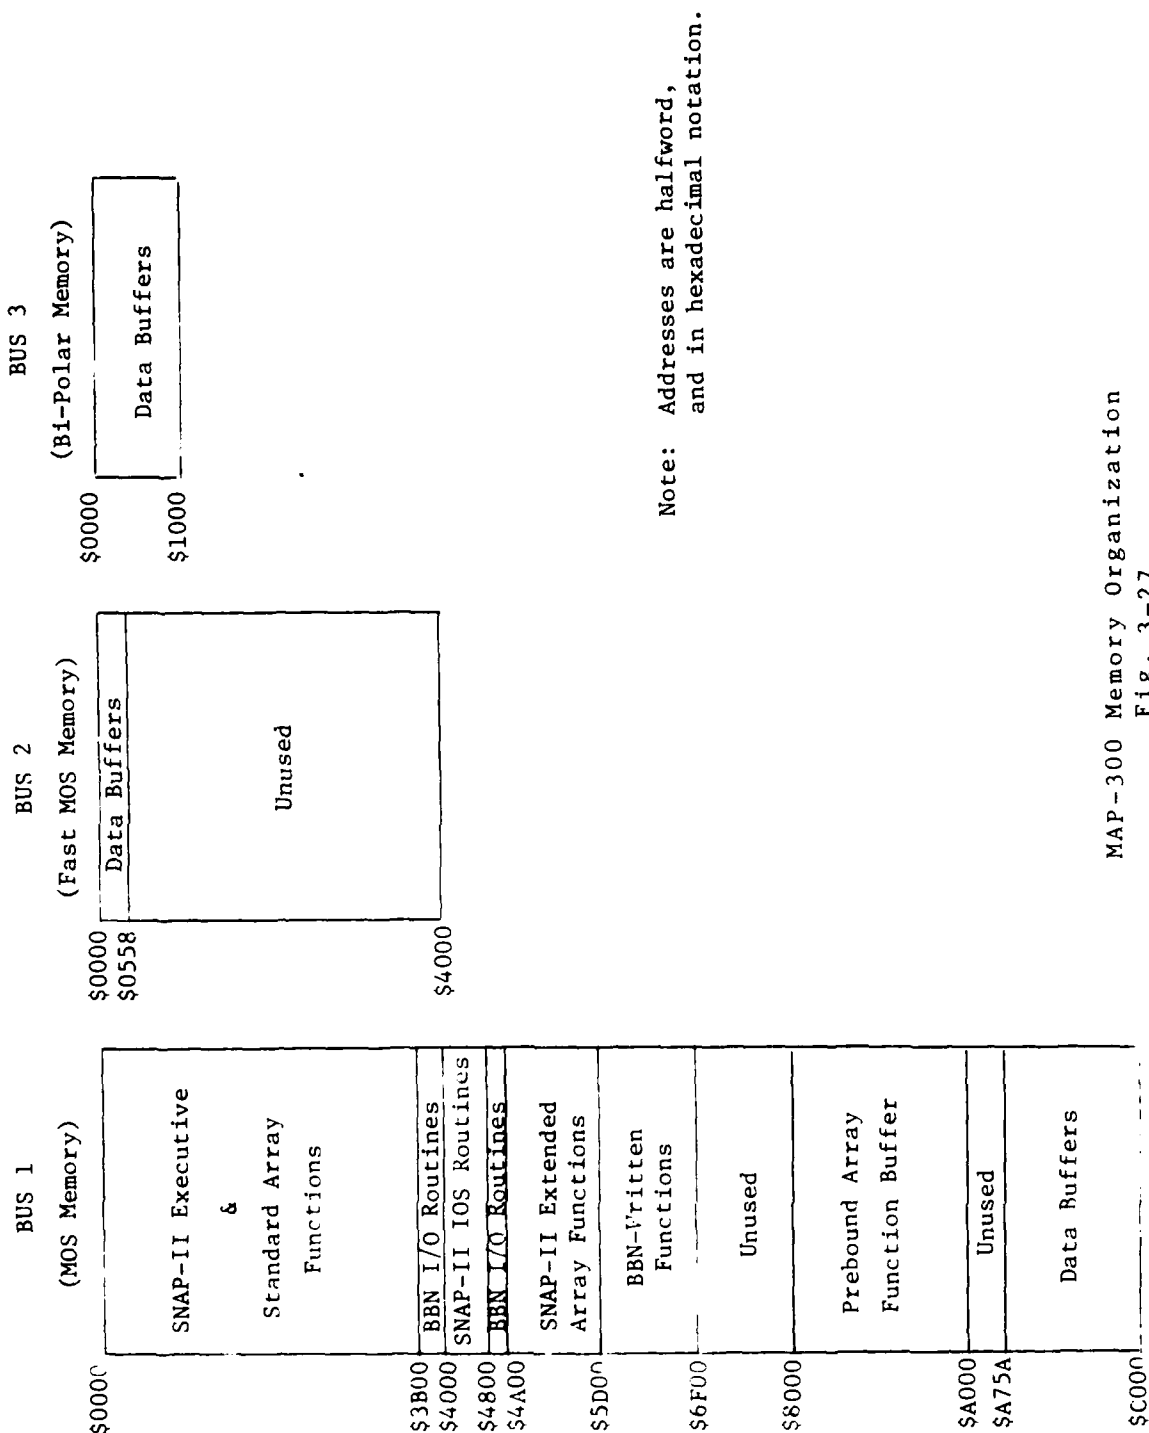 BUS 1
(MOS Memory)
$0000
SNAP-II Executive
&
Standard Array
Functions
$3B00
BBN I/O Routines
$4000
SNAP-II IOS Routines
$4800
BBN I/O Routines
$4A00
SNAP-II Extended
Array Functions
$5D00
BBN-Written
Functions
$6F00
Unused
$8000
Prebound Array
Function Buffer
$A000
Unused
$A75A
Data Buffers
$C000
BUS 2
(Fast MOS Memory)
$0000
Data Buffers
$0558
Unused
$4000
BUS 3
(Bi-Polar Memory)
$0000
Data Buffers
$1000
Note: Addresses are halfword,
and in hexadecimal notation.
MAP-300 Memory Organization
Fig. 3-27